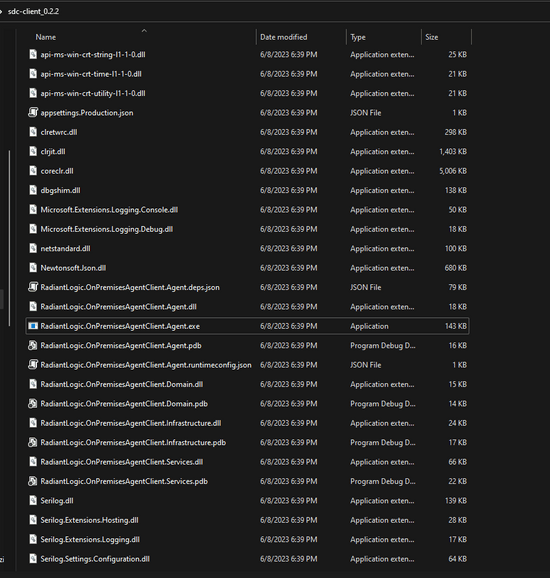 sdc-client_0.2.2
Name Date modified Type Size
api-ms-win-crt-string-l1-1-0.dll 6/8/2023 6:39 PM Application exten... 25 KB
api-ms-win-crt-time-l1-1-0.dll 6/8/2023 6:39 PM Application exten... 21 KB
api-ms-win-crt-utility-l1-1-0.dll 6/8/2023 6:39 PM Application exten... 21 KB
appsettings.Production.json 6/8/2023 6:39 PM JSON File 1 KB
clretwrc.dll 6/8/2023 6:39 PM Application exten... 298 KB
clrjit.dll 6/8/2023 6:39 PM Application exten... 1,403 KB
coreclr.dll 6/8/2023 6:39 PM Application exten... 5,006 KB
dbgshim.dll 6/8/2023 6:39 PM Application exten... 138 KB
Microsoft.Extensions.Logging.Console.dll 6/8/2023 6:39 PM Application exten... 50 KB
Microsoft.Extensions.Logging.Debug.dll 6/8/2023 6:39 PM Application exten... 18 KB
netstandard.dll 6/8/2023 6:39 PM Application exten... 100 KB
Newtonsoft.Json.dll 6/8/2023 6:39 PM Application exten... 680 KB
RadiantLogic.OnPremisesAgentClient.Agent.deps.json 6/8/2023 6:39 PM JSON File 79 KB
RadiantLogic.OnPremisesAgentClient.Agent.dll 6/8/2023 6:39 PM Application exten... 18 KB
RadiantLogic.OnPremisesAgentClient.Agent.exe 6/8/2023 6:39 PM Application 143 KB
RadiantLogic.OnPremisesAgentClient.Agent.pdb 6/8/2023 6:39 PM Program Debug D... 16 KB
RadiantLogic.OnPremisesAgentClient.Agent.runtimeconfig.json 6/8/2023 6:39 PM JSON File 1 KB
RadiantLogic.OnPremisesAgentClient.Domain.dll 6/8/2023 6:39 PM Application exten... 15 KB
RadiantLogic.OnPremisesAgentClient.Domain.pdb 6/8/2023 6:39 PM Program Debug D... 14 KB
RadiantLogic.OnPremisesAgentClient.Infrastructure.dll 6/8/2023 6:39 PM Application exten... 24 KB
RadiantLogic.OnPremisesAgentClient.Infrastructure.pdb 6/8/2023 6:39 PM Program Debug D... 17 KB
RadiantLogic.OnPremisesAgentClient.Services.dll 6/8/2023 6:39 PM Application exten... 66 KB
RadiantLogic.OnPremisesAgentClient.Services.pdb 6/8/2023 6:39 PM Program Debug D... 22 KB
Serilog.dll 6/8/2023 6:39 PM Application exten... 139 KB
Serilog.Extensions.Hosting.dll 6/8/2023 6:39 PM Application exten... 28 KB
Serilog.Extensions.Logging.dll 6/8/2023 6:39 PM Application exten... 17 KB
zi Serilog.Settings.Configuration.dll 6/8/2023 6:39 PM Application exten... 64 KB